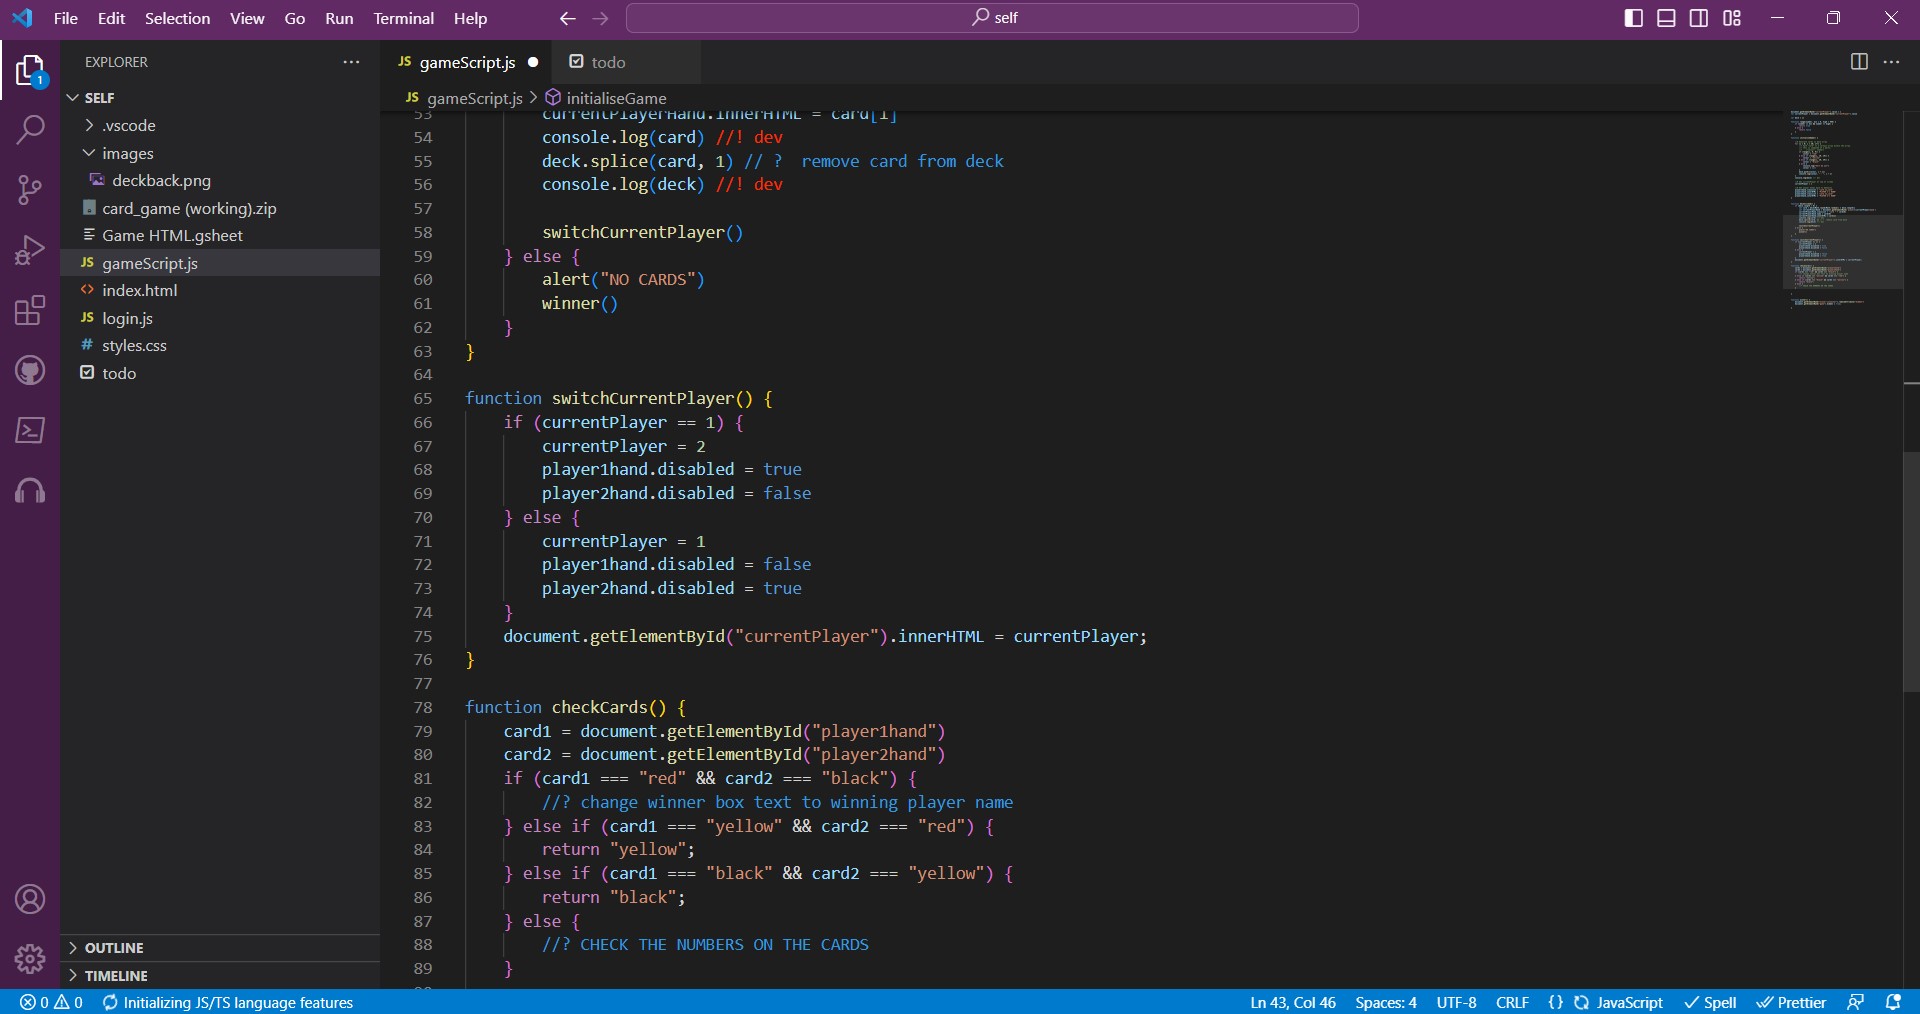 File Edit Selection View Go Run Terminal Help
self
EXPLORER
SELF
.vscode
images
deckback.png
card_game (working).zip
Game HTML.gsheet
JS gameScript.js
<> index.html
JS login.js
# styles.css
todo
OUTLINE
TIMELINE
1
JS gameScript.js
todo
JS gameScript.js > initialiseGame
53 currentPlayerHand.innerHTML = card[1]
54 console.log(card) //! dev
55 deck.splice(card, 1) // ?  remove card from deck
56 console.log(deck) //! dev
57
58 switchCurrentPlayer()
59 } else {
60 alert("NO CARDS")
61 winner()
62 }
63 }
64
65 function switchCurrentPlayer() {
66 if (currentPlayer == 1) {
67 currentPlayer = 2
68 player1hand.disabled = true
69 player2hand.disabled = false
70 } else {
71 currentPlayer = 1
72 player1hand.disabled = false
73 player2hand.disabled = true
74 }
75 document.getElementById("currentPlayer").innerHTML = currentPlayer;
76 }
77
78 function checkCards() {
79 card1 = document.getElementById("player1hand")
80 card2 = document.getElementById("player2hand")
81 if (card1 === "red" && card2 === "black") {
82 //? change winner box text to winning player name
83 } else if (card1 === "yellow" && card2 === "red") {
84 return "yellow";
85 } else if (card1 === "black" && card2 === "yellow") {
86 return "black";
87 } else {
88 //? CHECK THE NUMBERS ON THE CARDS
89 }
0 0 Initializing JS/TS language features
Ln 43, Col 46 Spaces: 4 UTF-8 CRLF {} JavaScript Spell Prettier